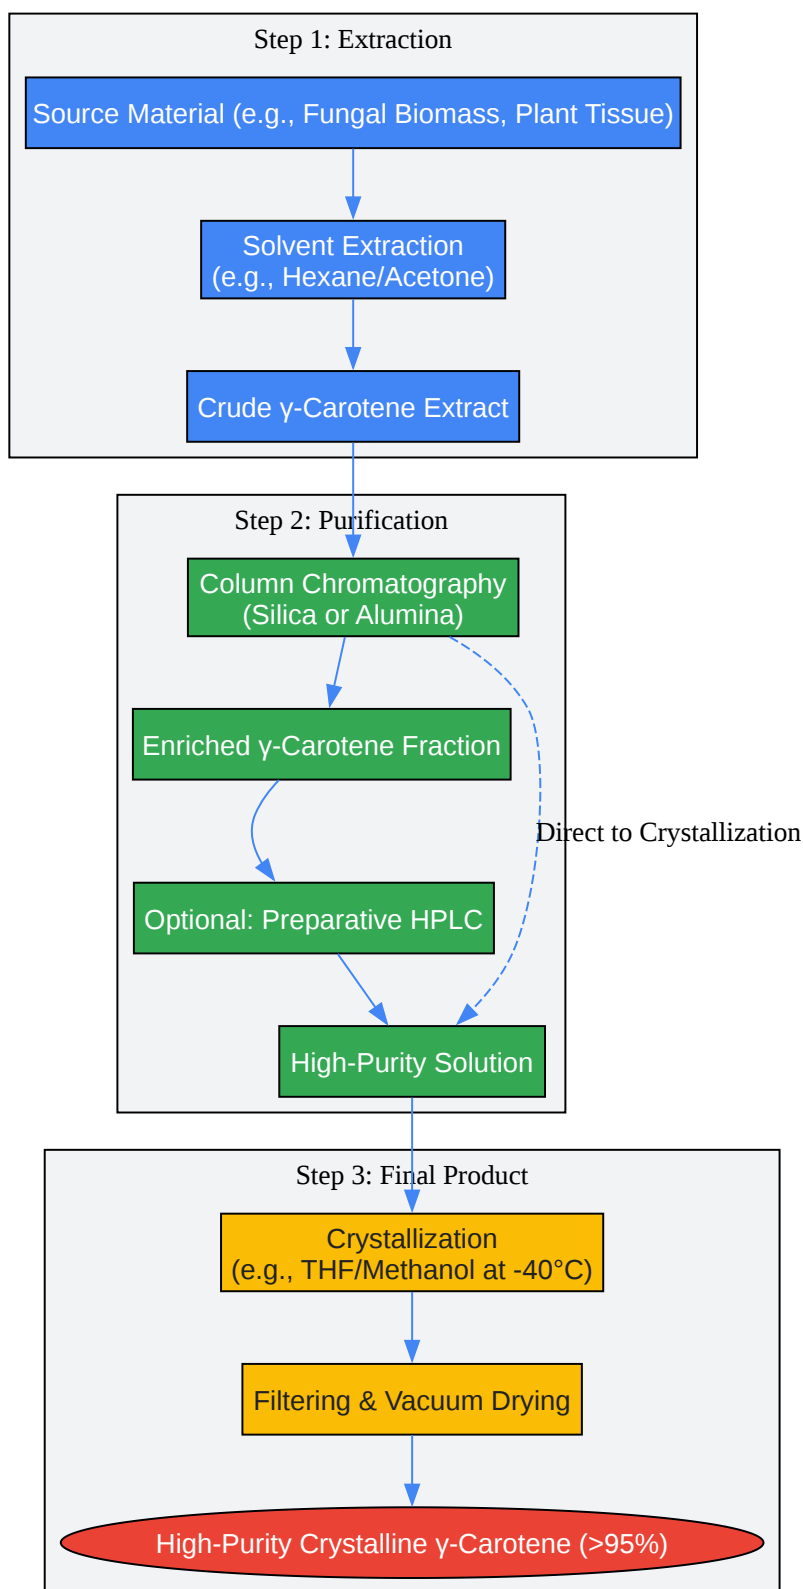 Step 1: Extraction
Source Material (e.g., Fungal Biomass, Plant Tissue)
Solvent Extraction
(e.g., Hexane/Acetone)
Crude γ-Carotene Extract
Step 2: Purification
Column Chromatography
(Silica or Alumina)
Enriched γ-Carotene Fraction
Direct to Crystallization
Optional: Preparative HPLC
High-Purity Solution
Step 3: Final Product
Crystallization
(e.g., THF/Methanol at -40°C)
Filtering & Vacuum Drying
High-Purity Crystalline γ-Carotene (>95%)